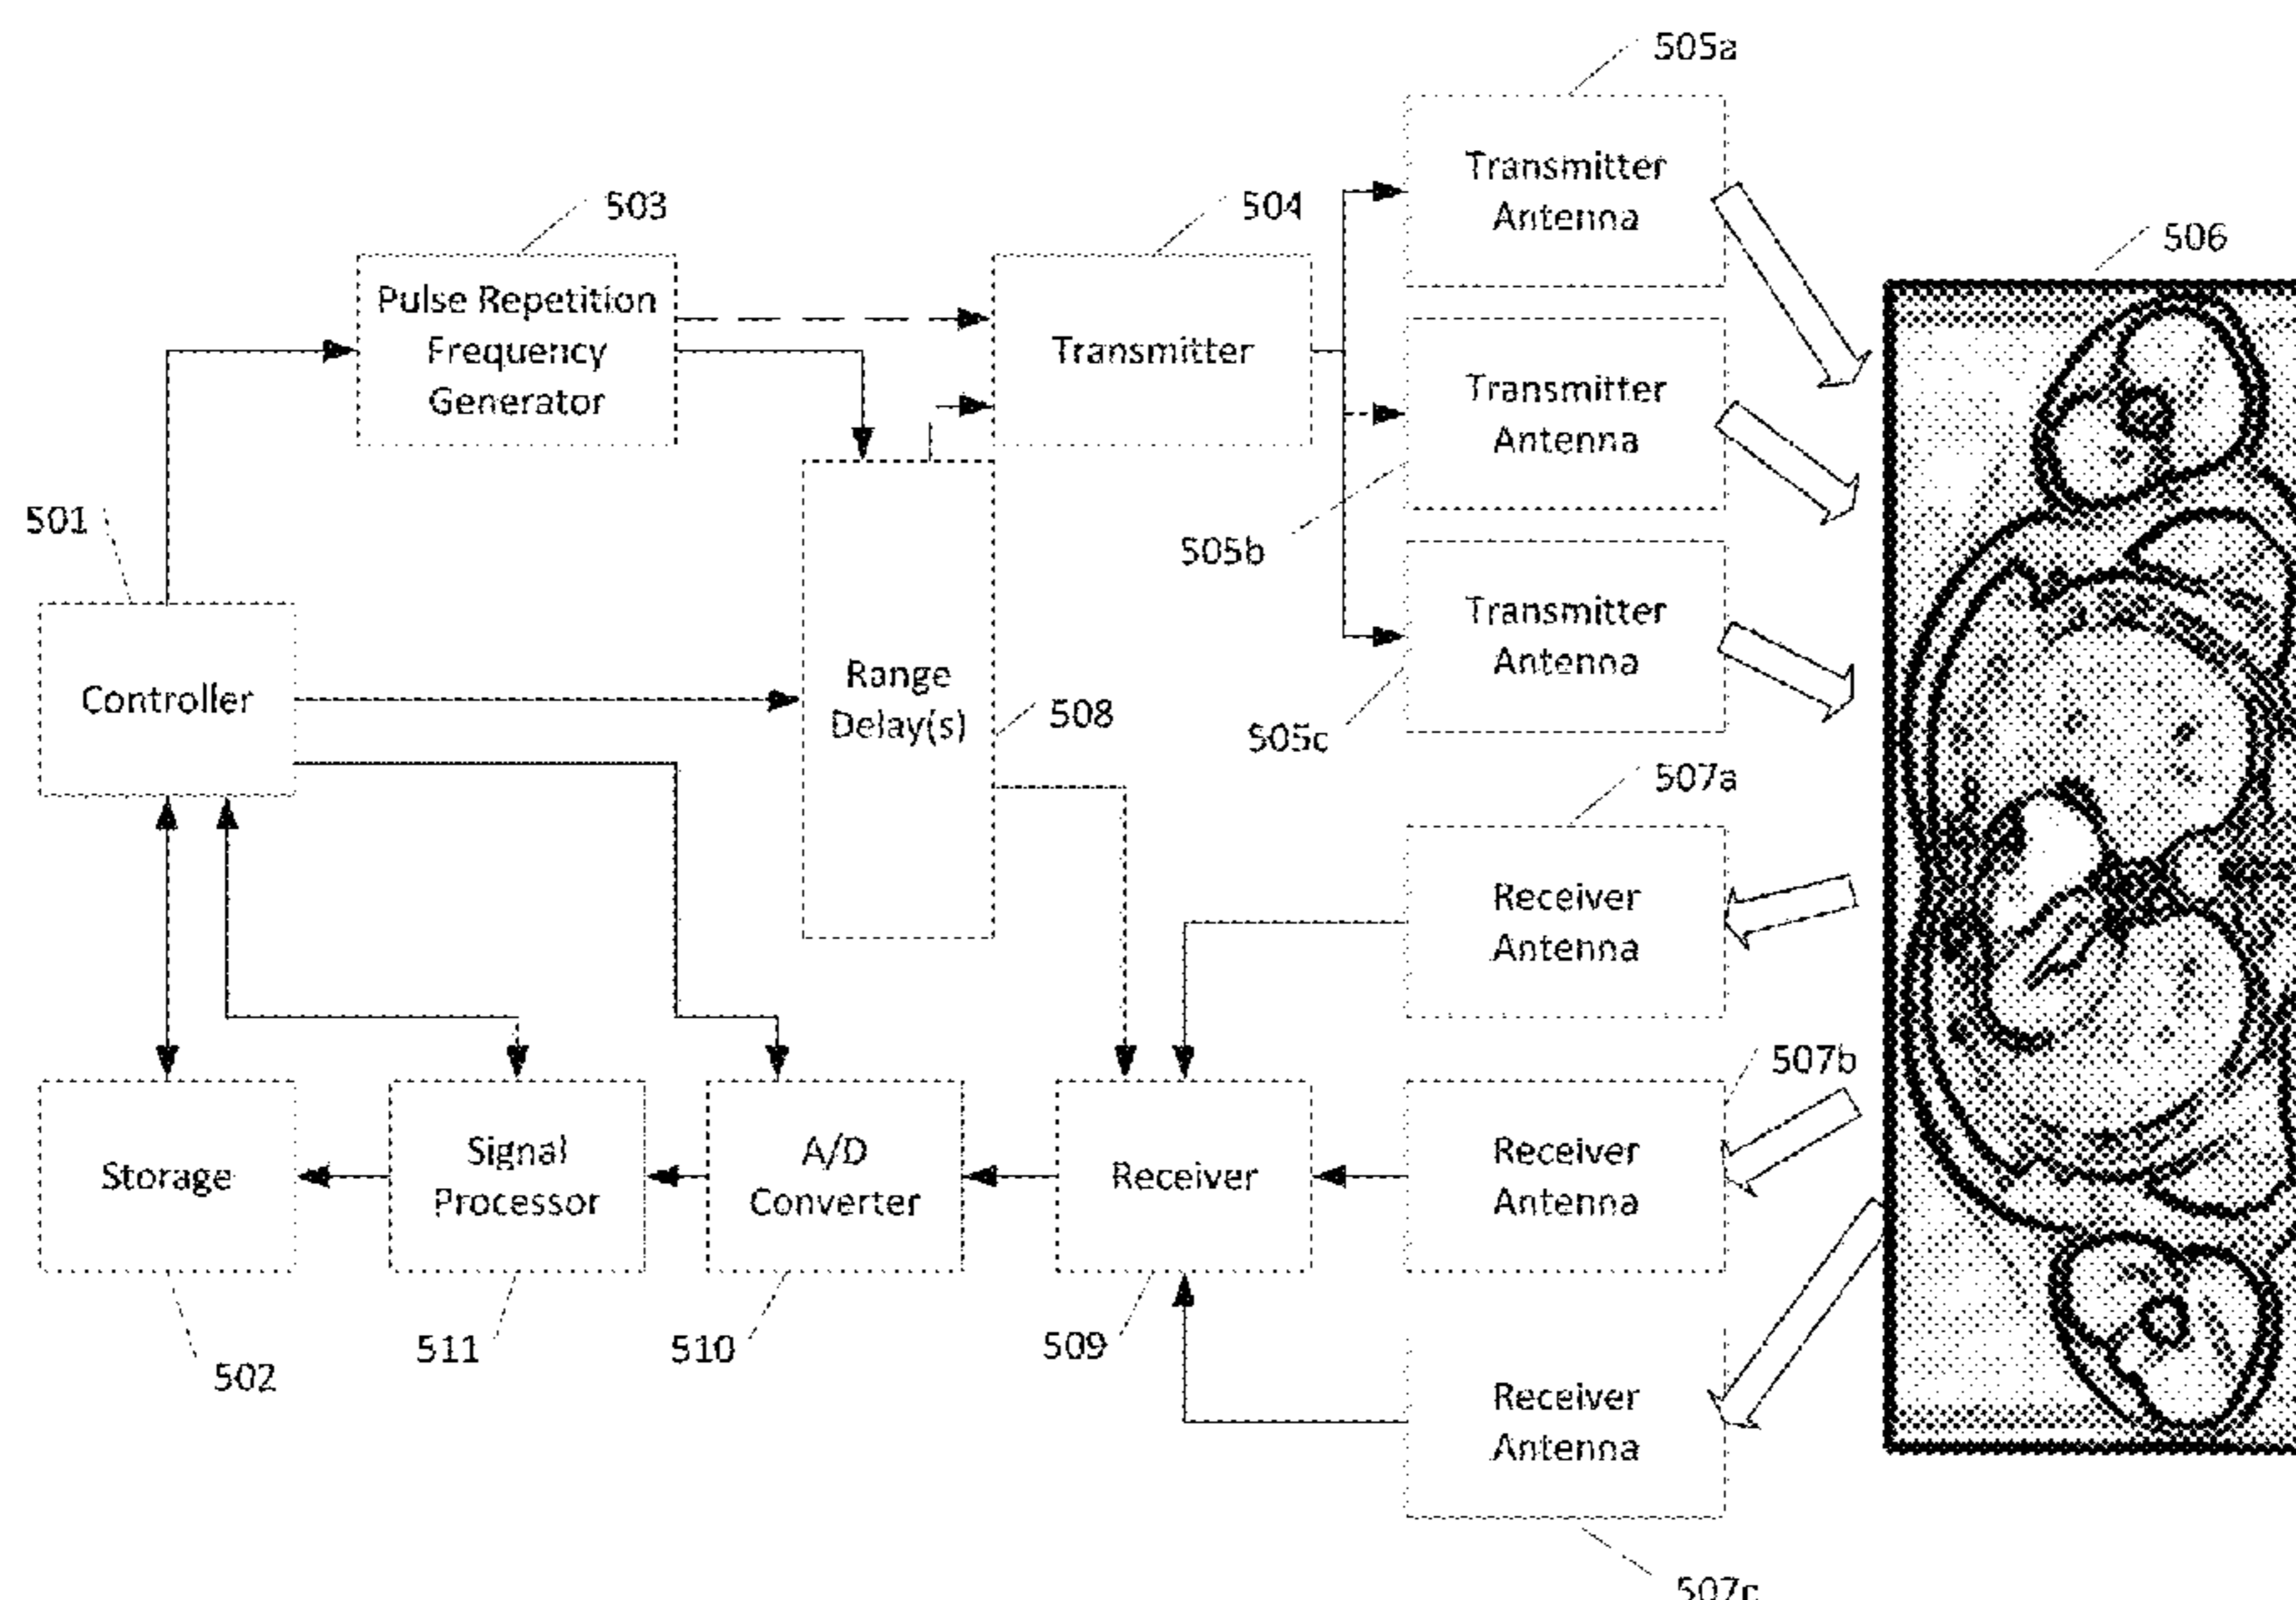 505a
Transmitter
Antenna
503
504
506
Pulse Repetition
Frequency
Generator
Transmitter
Transmitter
Antenna
501
505b
Controller
Range
Delay(s)
508
Transmitter
Antenna
505c
507a
Receiver
Antenna
507b
Storage
Signal
Processor
A/D
Converter
Receiver
Receiver
Antenna
502
511
510
509
Receiver
Antenna
507c